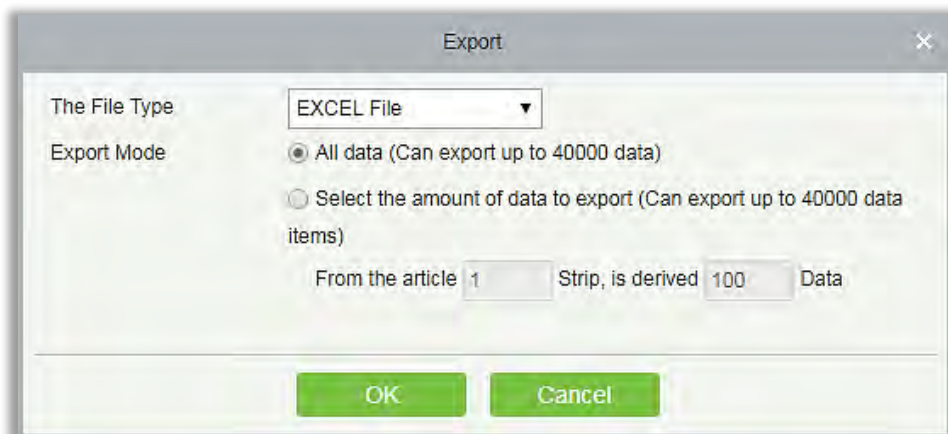 Export ×
The File Type EXCEL File ▼
Export Mode All data (Can export up to 40000 data)
Select the amount of data to export (Can export up to 40000 data
items)
From the article 1 Strip, is derived 100 Data
OK Cancel